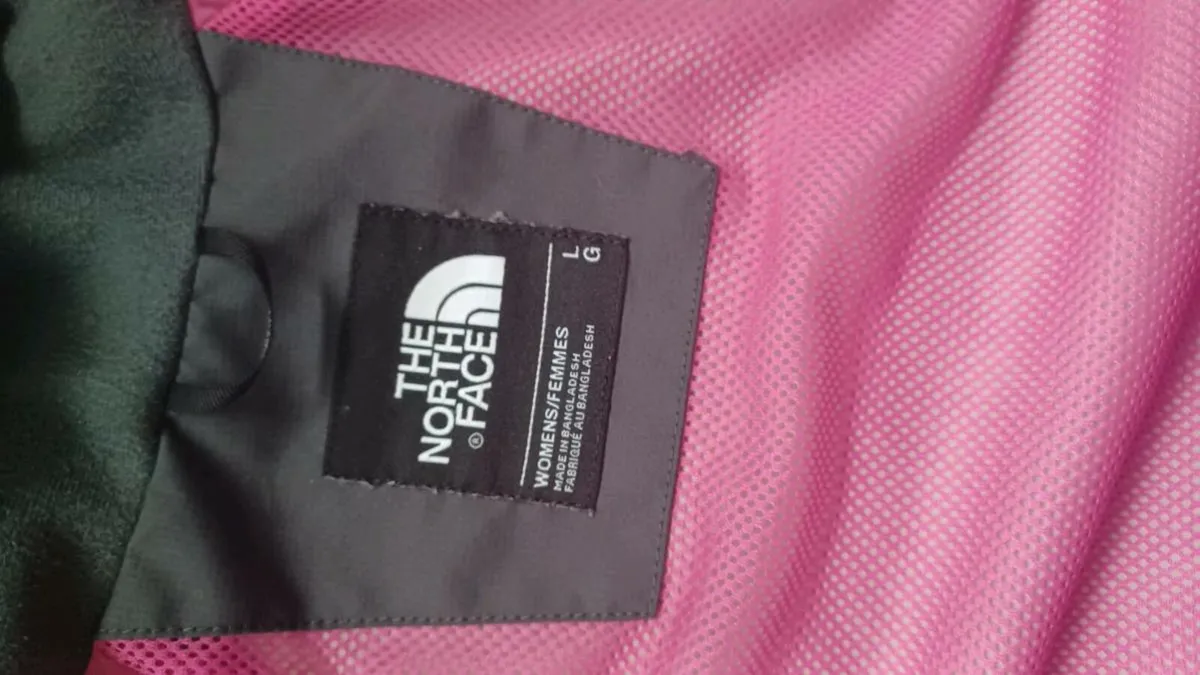 THE
NORTH
FACE
®
WOMENS/FEMMES L
MADE IN BANGLADESH G
FABRIQUÉ AU BANGLADESH